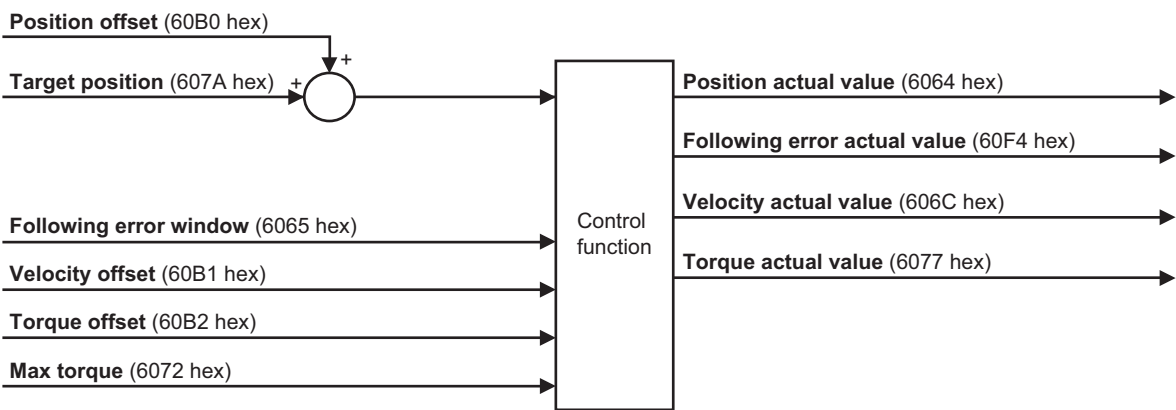 Position offset (60B0 hex)
+
Target position (607A hex)
+
Following error window (6065 hex)
Velocity offset (60B1 hex)
Torque offset (60B2 hex)
Max torque (6072 hex)
Control
function
Position actual value (6064 hex)
Following error actual value (60F4 hex)
Velocity actual value (606C hex)
Torque actual value (6077 hex)